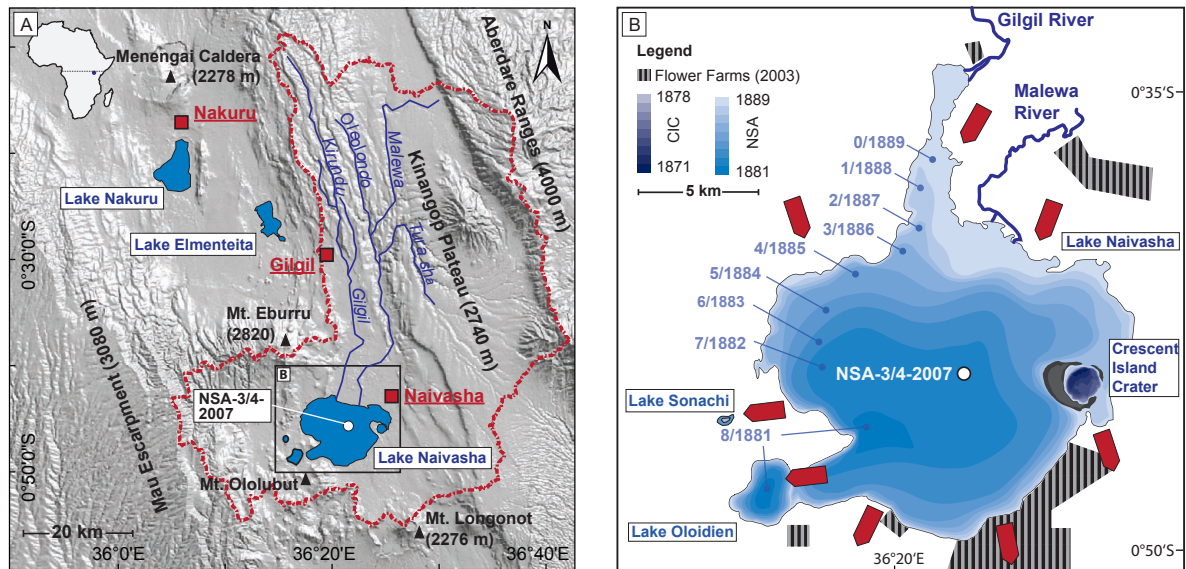 A
N
Menengai Caldera
(2278 m)
Nakuru
Lake Nakuru
Lake Elmenteita
Gilgil
Mt. Eburru
(2820)
Kirundu
Oleolondo
Malewa
Turasha
Gilgil
Kinangop Plateau (2740 m)
Aberdare Ranges (4000 m)
Mau Escarpment (3080 m)
B
NSA-3/4-
2007
Naivasha
Lake Naivasha
Mt. Ololubut
Mt. Longonot
(2276 m)
20 km
0°30'0"S
0°50'0"S
36°0'E
36°20'E
36°40'E
B
Legend
Flower Farms (2003)
1878
CIC
1871
1889
NSA
1881
5 km
Gilgil River
Malewa
River
0°35'S
0/1889
1/1888
2/1887
3/1886
4/1885
5/1884
6/1883
7/1882
8/1881
NSA-3/4-2007
Lake Naivasha
Crescent
Island
Crater
Lake Sonachi
Lake Oloidien
36°20'E
0°50'S